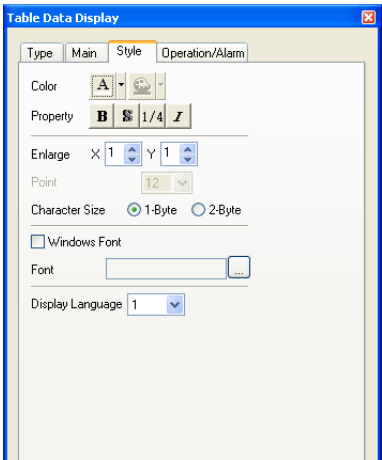 Table Data Display
Type Main Style Operation/Alarm
Color A
Property B S 1/4 I
Enlarge X 1 Y 1
Point 12
Character Size 1-Byte 2-Byte
Windows Font
Font ...
Display Language 1